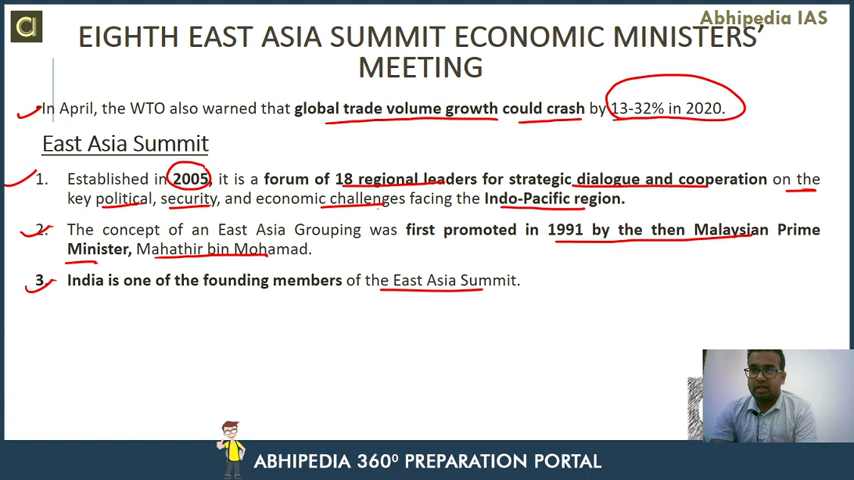 Abhipedia IAS
EIGHTH EAST ASIA SUMMIT ECONOMIC MINISTERS'
MEETING
In April, the WTO also warned that global trade volume growth could crash by 13-32% in 2020.
East Asia Summit
1. Established in 2005, it is a forum of 18 regional leaders for strategic dialogue and cooperation on the
key political, security, and economic challenges facing the Indo-Pacific region.
2. The concept of an East Asia Grouping was first promoted in 1991 by the then Malaysian Prime
Minister, Mahathir bin Mohamad.
3. India is one of the founding members of the East Asia Summit.
ABHIPEDIA 360⁰ PREPARATION PORTAL